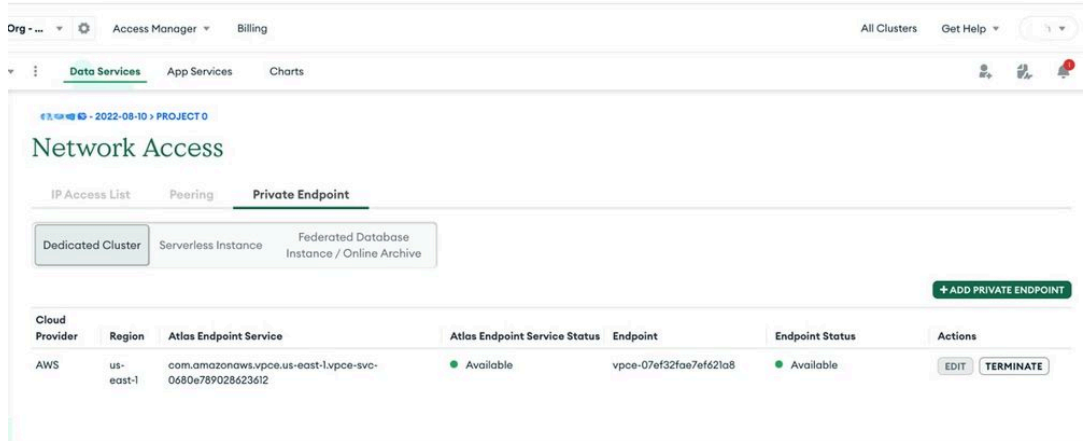 Org - ... Access Manager Billing All Clusters Get Help
Data Services App Services Charts 1
- 2022-08-10 > PROJECT 0
Network Access
IP Access List Peering Private Endpoint
Dedicated Cluster Serverless Instance Federated Database
Instance / Online Archive
+ ADD PRIVATE ENDPOINT
Cloud
Provider Region Atlas Endpoint Service Atlas Endpoint Service Status Endpoint Endpoint Status Actions
AWS us- com.amazonaws.vpce.us-east-1.vpce-svc- Available vpce-07ef32fae7ef621a8 Available EDIT TERMINATE
east-1 0680e789028623612